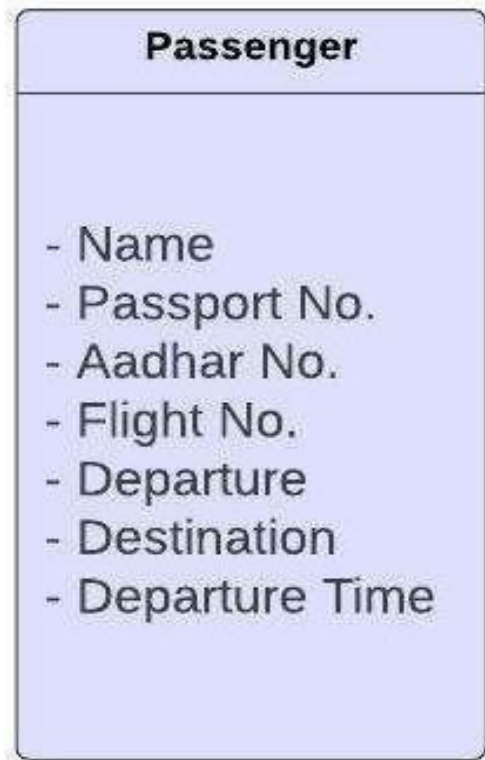 Passenger
- Name
- Passport No.
- Aadhar No.
- Flight No.
- Departure
- Destination
- Departure Time